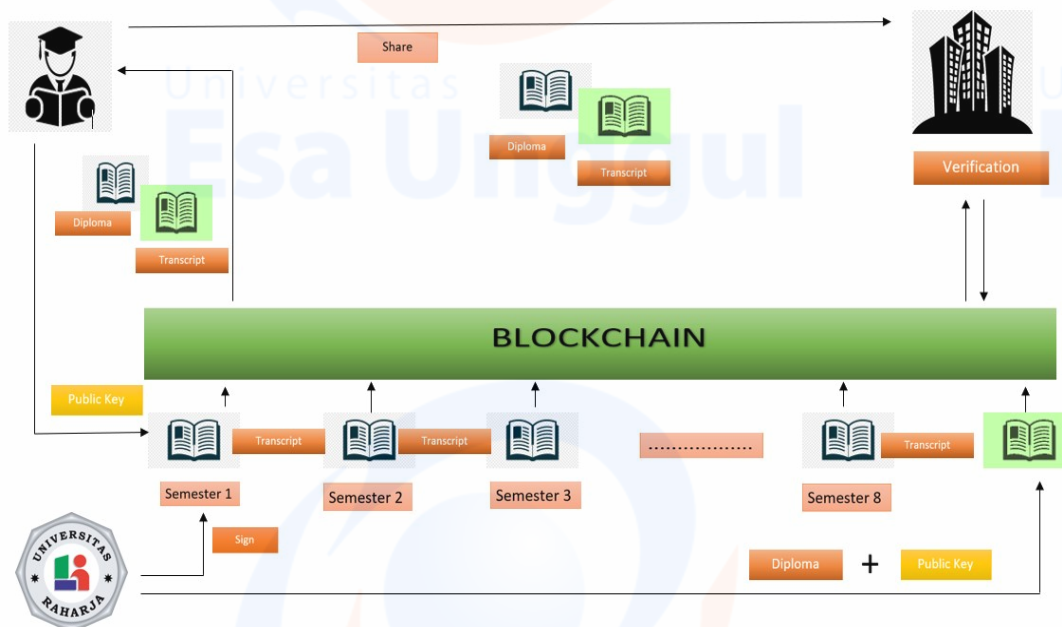 Share
Universitas
Esa Unggul
Diploma
Transcript
Verification
Diploma
Transcript
BLOCKCHAIN
Public Key
Transcript
Transcript
..................
Transcript
Semester 1
Semester 2
Semester 3
Semester 8
Sign
UNIVERSITAS
RAHARJA
Diploma
+
Public Key